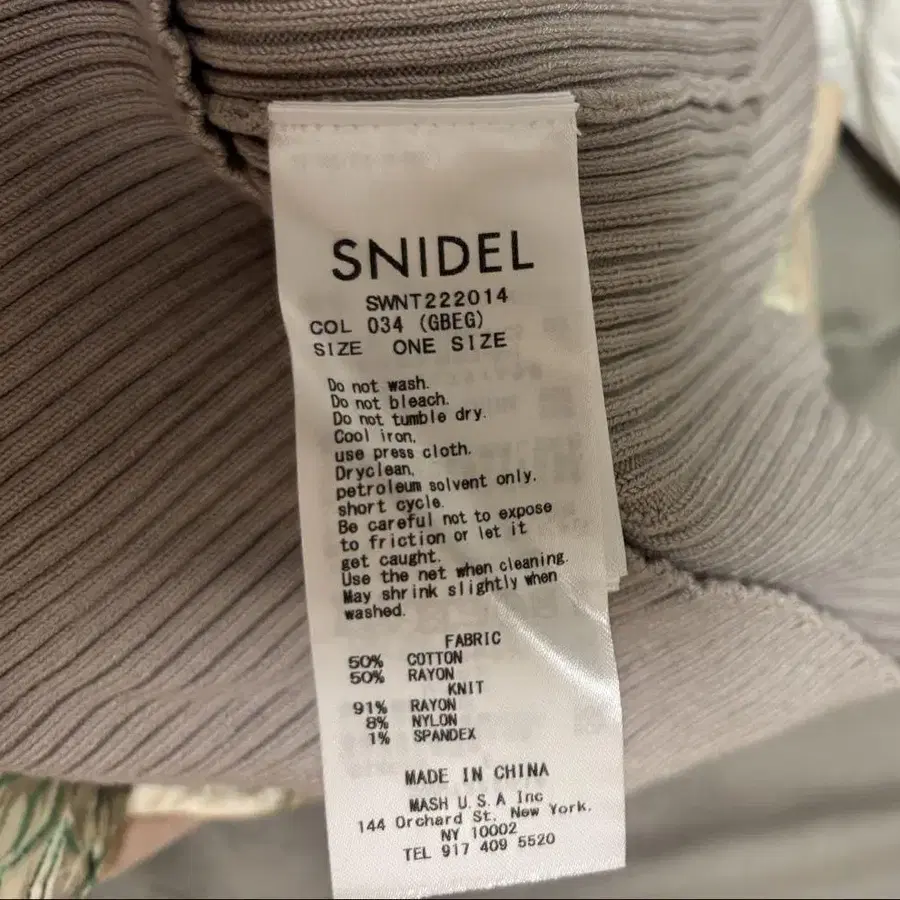 SNIDEL
SWNT222014
COL 034 (GBEG)
SIZE ONE SIZE
Do not wash.
Do not bleach.
Do not tumble dry.
Cool iron,
use press cloth.
Dryclean,
petroleum solvent only.
short cycle.
Be careful not to expose
to friction or let it
get caught.
Use the net when cleaning.
May shrink slightly when
washed.
FABRIC
50% COTTON
50% RAYON
KNIT
91% RAYON
8% NYLON
1% SPANDEX
MADE IN CHINA
MASH U.S.A Inc
144 Orchard St. New York.
NY 10002
TEL 917 409 5520